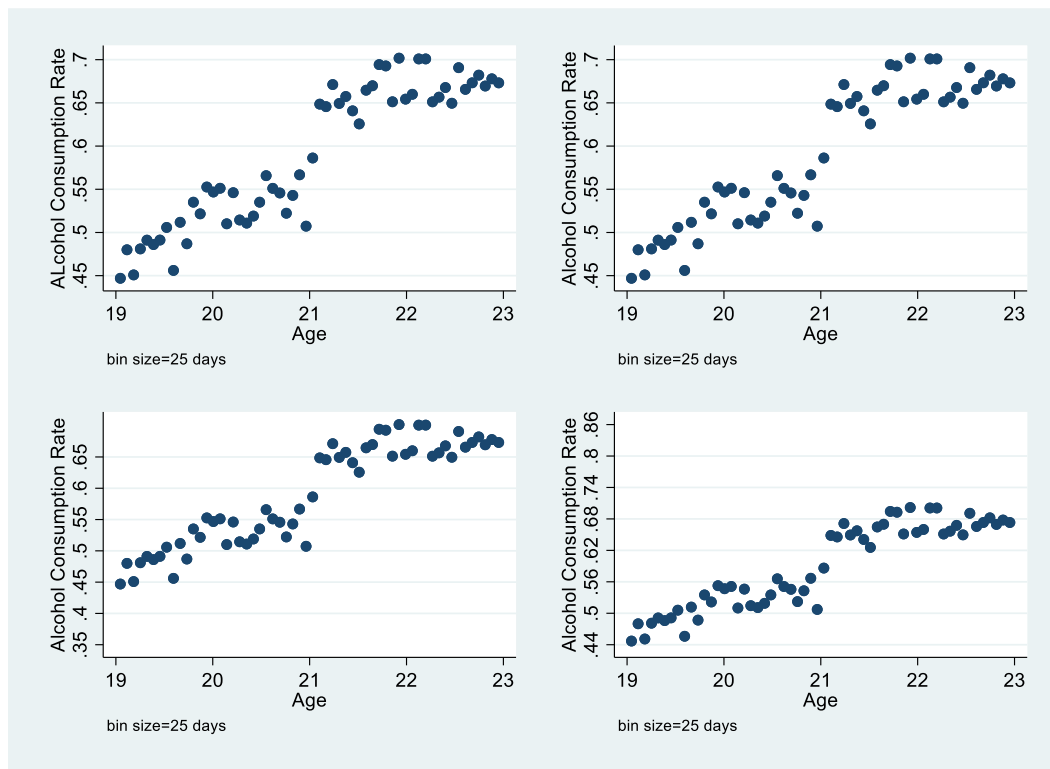 ALcohol Consumption Rate
.7
.65
.6
.55
.5
.45
19 20 21 22 23
Age
bin size=25 days
Alcohol Consumption Rate
.7
.65
.6
.55
.5
.45
19 20 21 22 23
Age
bin size=25 days
Alcohol Consumption Rate
.65
.6
.55
.5
.45
.4
.35
19 20 21 22 23
Age
bin size=25 days
Alcohol Consumption Rate
.86
.8
.74
.68
.62
.56
.5
.44
19 20 21 22 23
Age
bin size=25 days